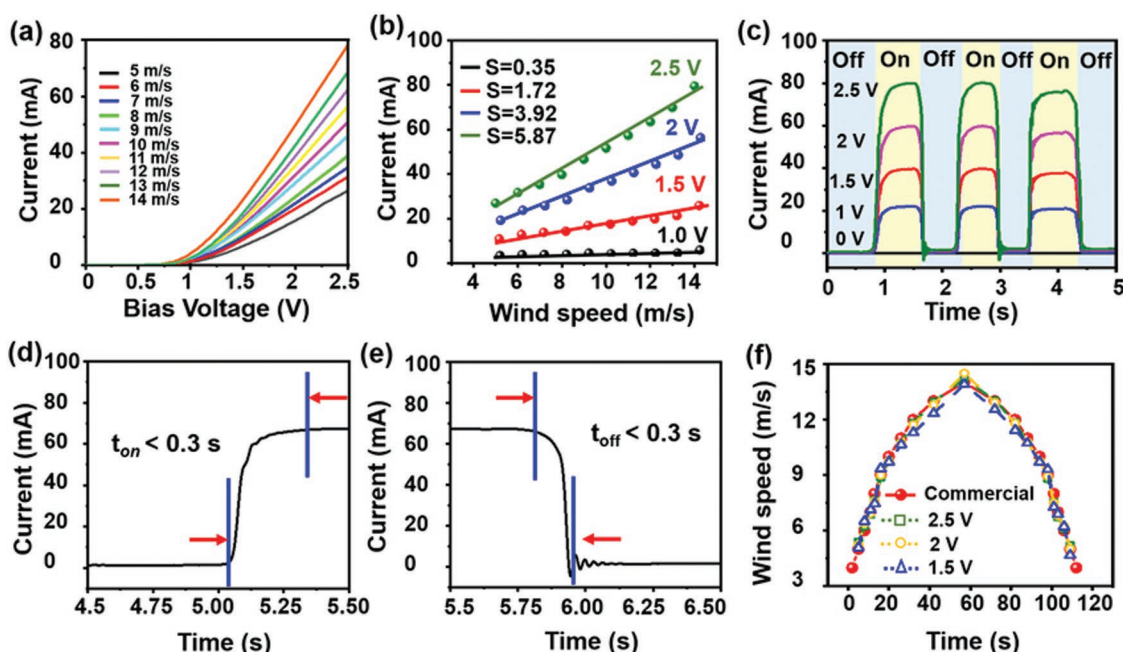 (a)
Current (mA)
80
60
40
20
0
5 m/s
6 m/s
7 m/s
8 m/s
9 m/s
10 m/s
11 m/s
12 m/s
13 m/s
14 m/s
0 0.5 1 1.5 2 2.5
Bias Voltage (V)
(b)
Current (mA)
100
80
60
40
20
0
S=0.35
S=1.72
S=3.92
S=5.87
2.5 V
2 V
1.5 V
1.0 V
4 6 8 10 12 14
Wind speed (m/s)
(c)
Current (mA)
100
80
60
40
20
0
Off On Off On Off On Off
2.5 V
2 V
1.5 V
1 V
0 V
0 1 2 3 4 5
Time (s)
(d)
Current (mA)
100
80
60
40
20
0
ton < 0.3 s
4.5 5.00 5.25 5.50
Time (s)
(e)
Current (mA)
100
80
60
40
20
0
toff < 0.3 s
5.5 5.75 6.00 6.25 6.50
Time (s)
(f)
Wind speed (m/s)
15
12
9
6
3
Commercial
2.5 V
2 V
1.5 V
0 20 40 60 80 100 120
Time (s)